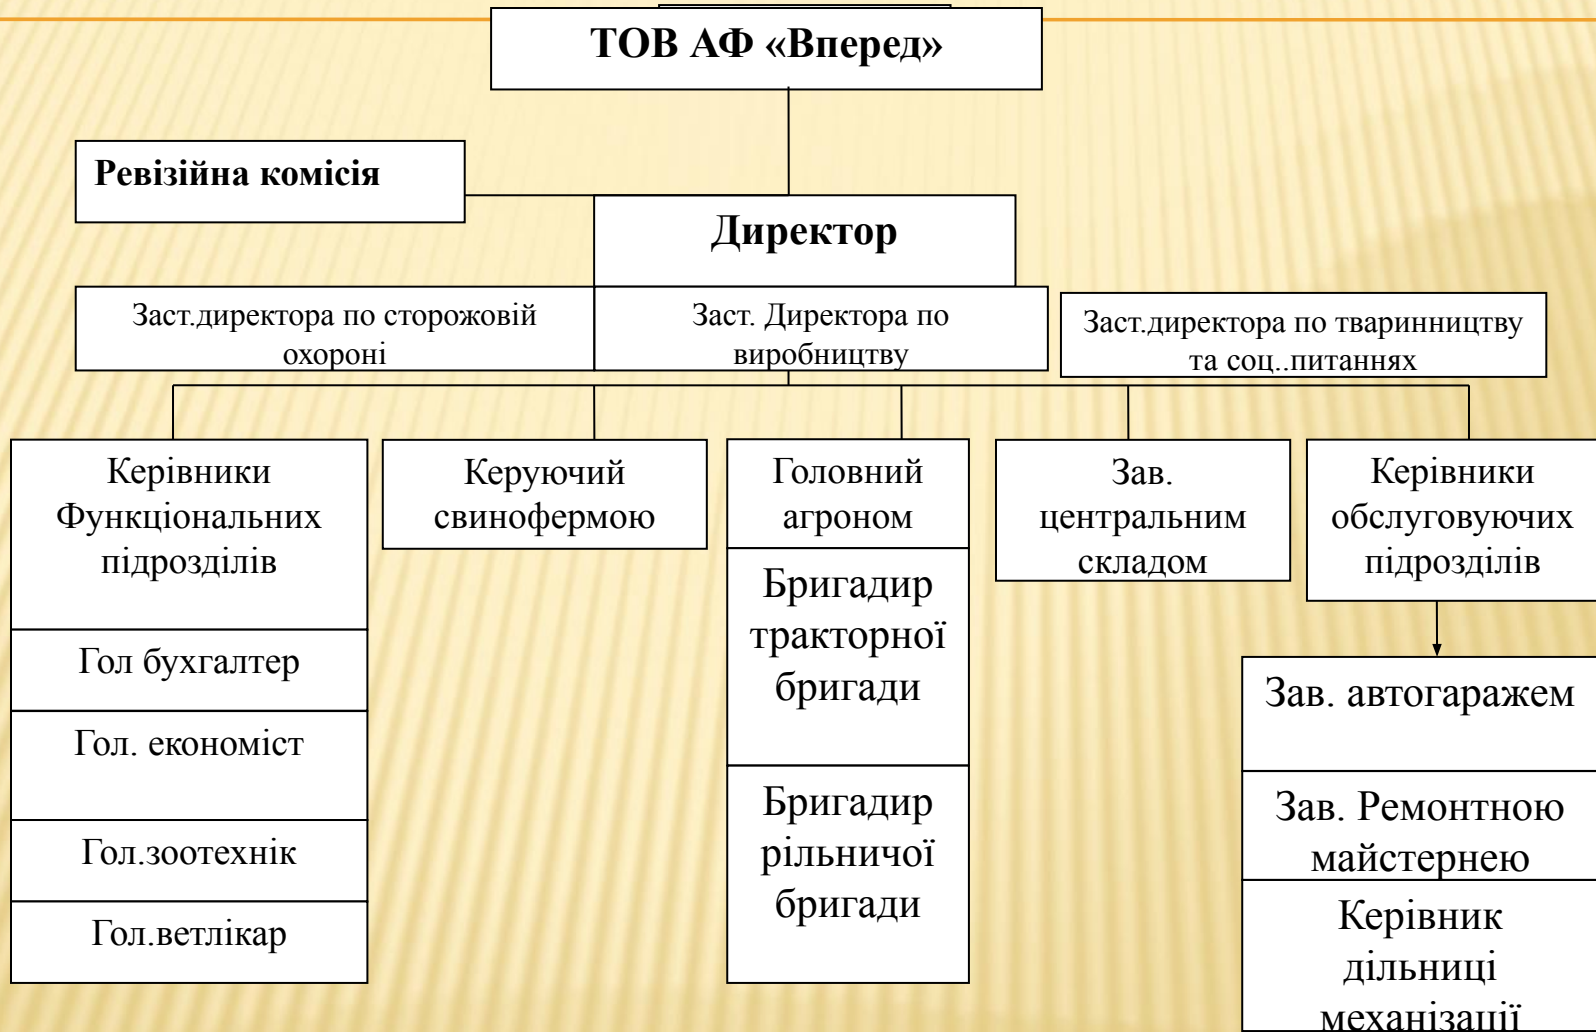 ТОВ АФ «Вперед»
Ревізійна комісія
Директор
Заст.директора по сторожовій
охороні
Заст. Директора по
виробництву
Заст.директора по тваринництву
та соц..питаннях
Керівники
Функціональних
підрозділів
Гол бухгалтер
Гол. економіст
Гол.зоотехнік
Гол.ветлікар
Керуючий
свинофермою
Головний
агроном
Бригадир
тракторної
бригади
Бригадир
рільничої
бригади
Зав.
центральним
складом
Керівники
обслуговуючих
підрозділів
Зав. автогаражем
Зав. Ремонтною
майстернею
Керівник
дільниці
механізації